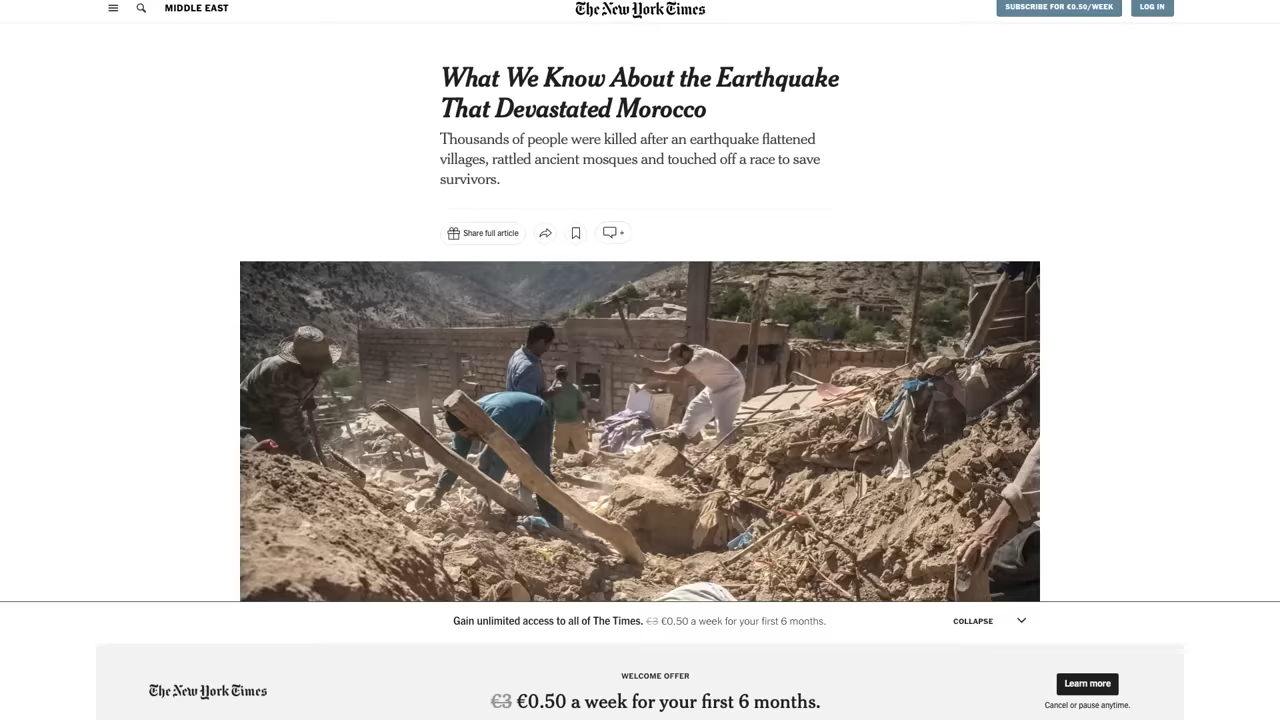 MIDDLE EAST
The New York Times
SUBSCRIBE FOR €0.50/WEEK
LOG IN
What We Know About the Earthquake
That Devastated Morocco
Thousands of people were killed after an earthquake flattened
villages, rattled ancient mosques and touched off a race to save
survivors.
Share full article
+
Gain unlimited access to all of The Times. €3 €0.50 a week for your first 6 months.
COLLAPSE
The New York Times
WELCOME OFFER
€3 €0.50 a week for your first 6 months.
Learn more
Cancel or pause anytime.